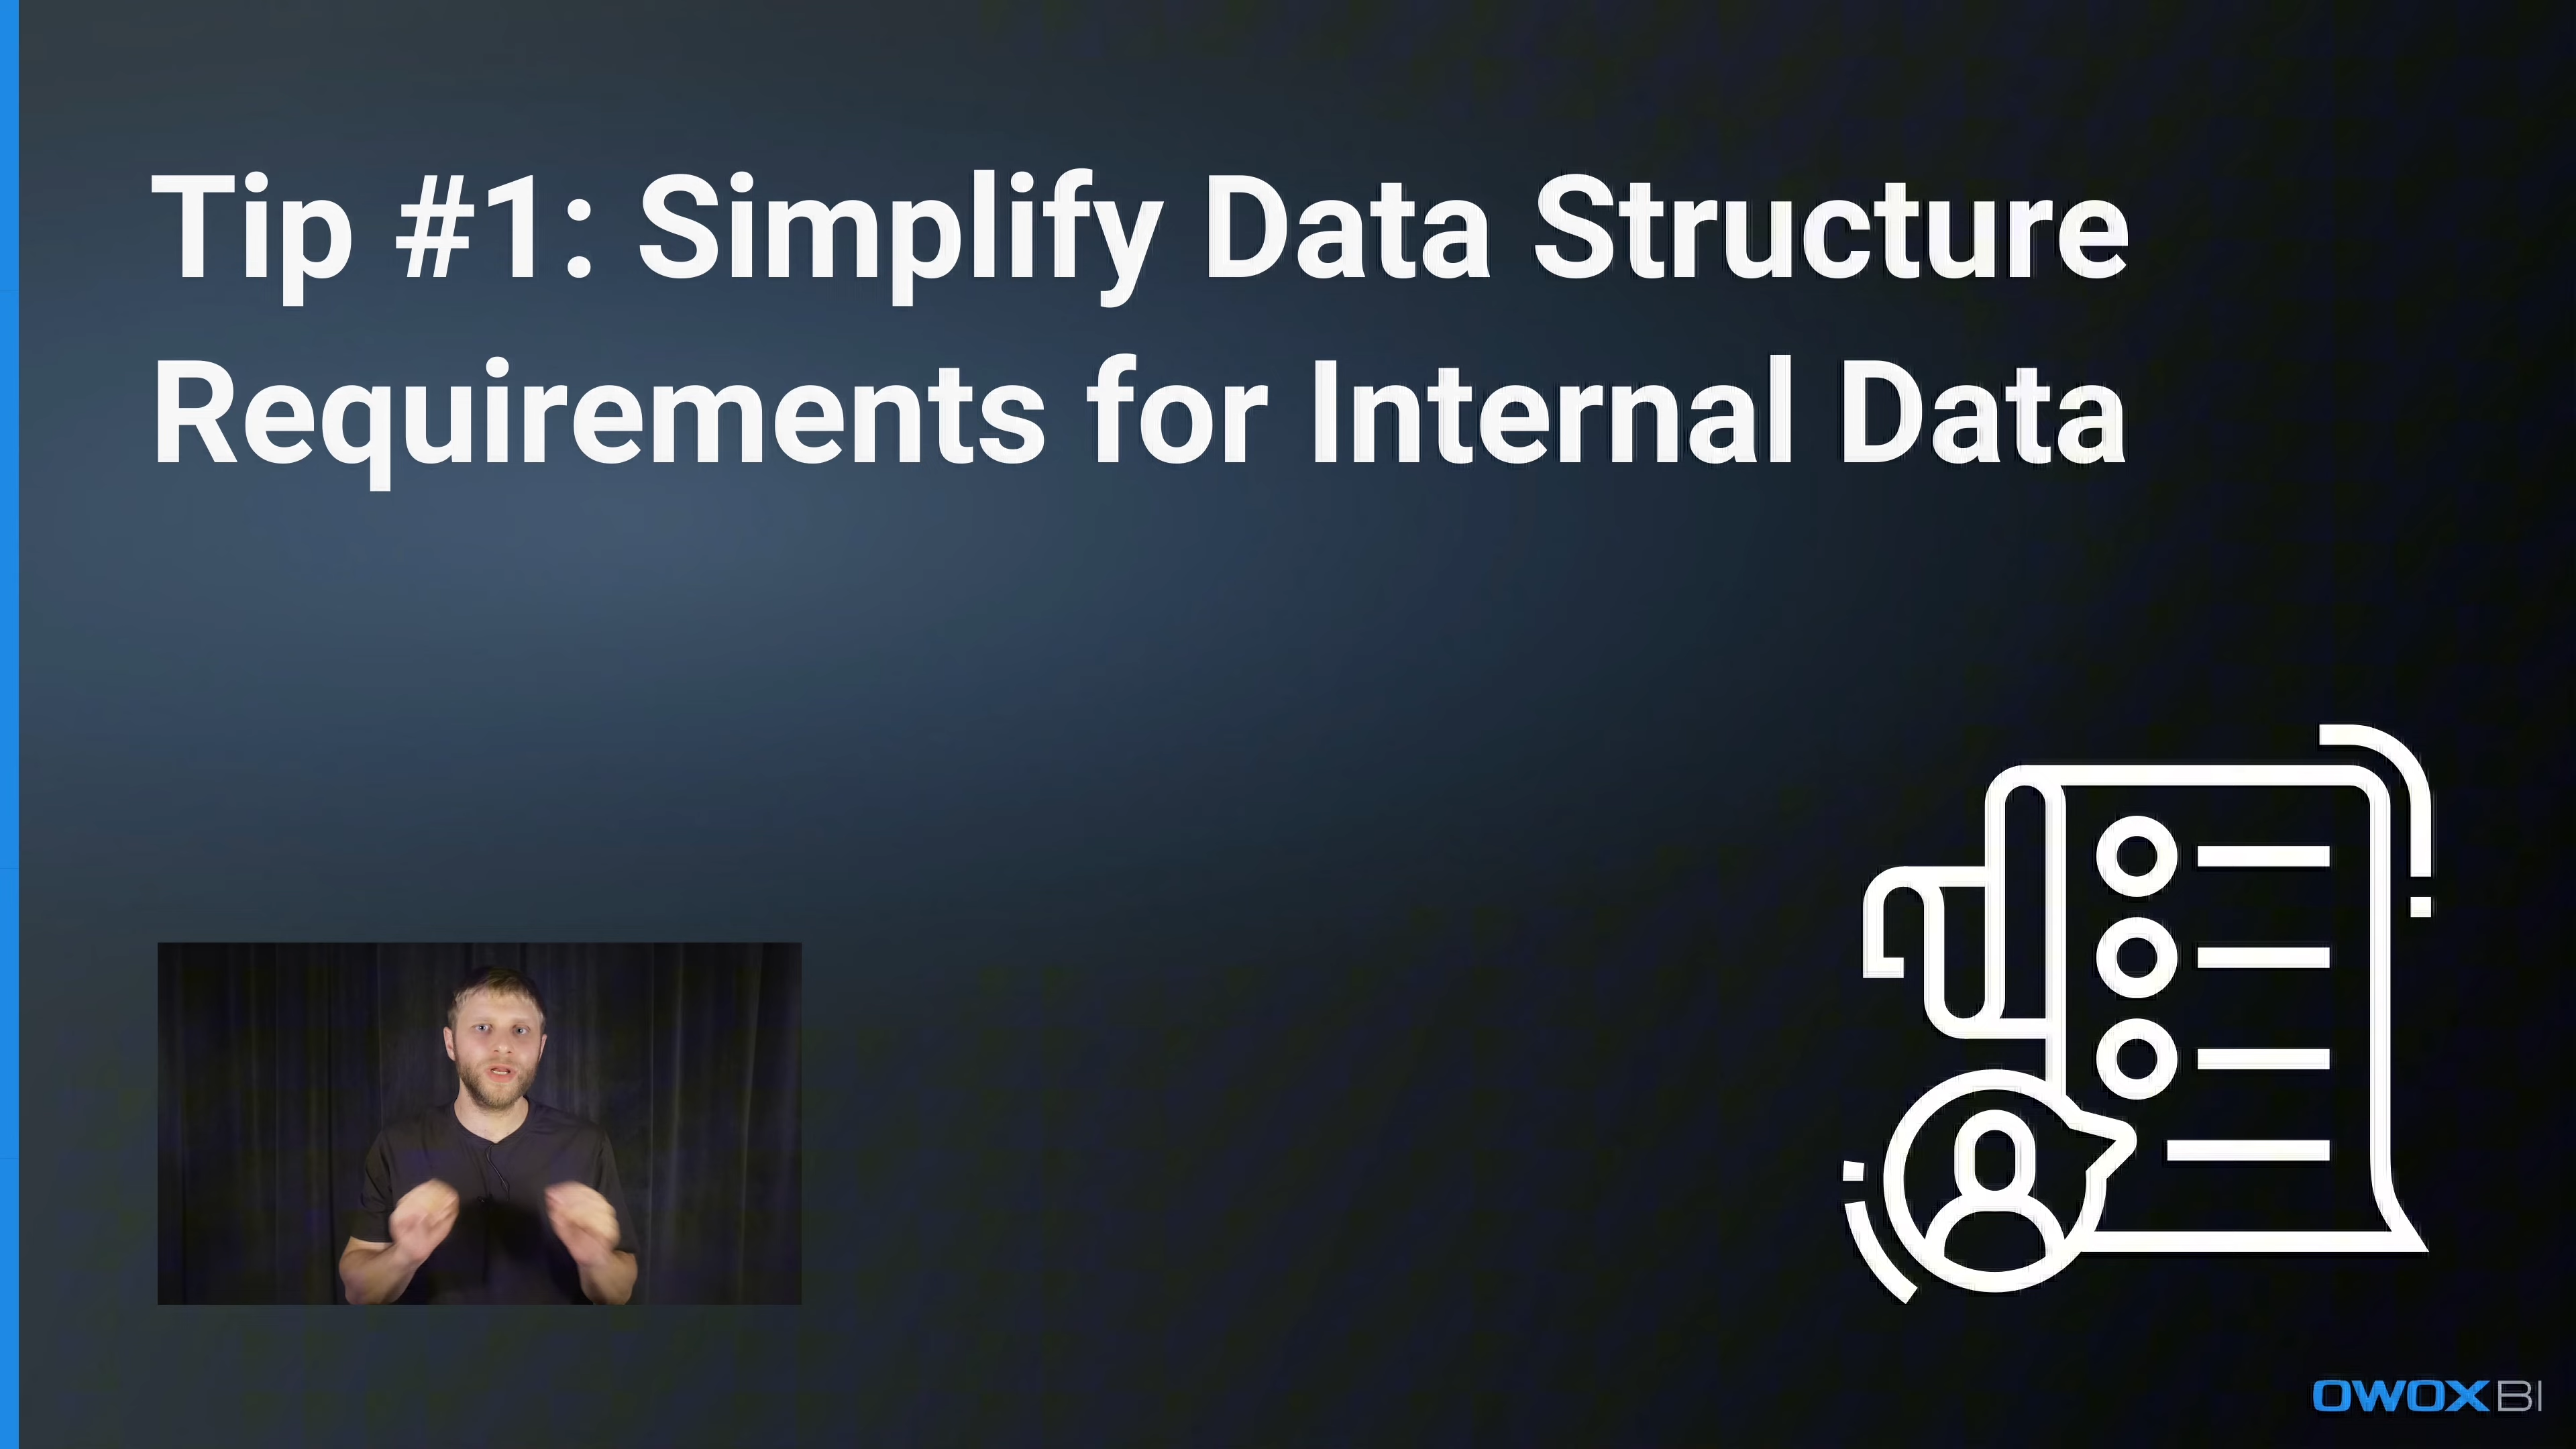 Tip #1: Simplify Data Structure
Requirements for Internal Data
OWOX BI